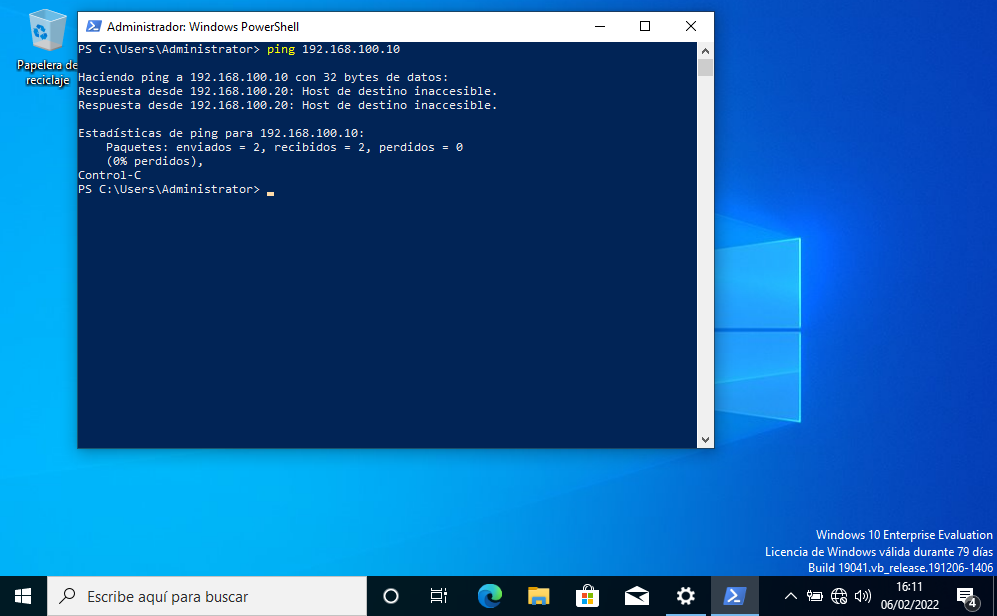 Papelera de
reciclaje
Administrador: Windows PowerShell
PS C:\Users\Administrator> ping 192.168.100.10
Haciendo ping a 192.168.100.10 con 32 bytes de datos:
Respuesta desde 192.168.100.20: Host de destino inaccesible.
Respuesta desde 192.168.100.20: Host de destino inaccesible.
Estadísticas de ping para 192.168.100.10:
Paquetes: enviados = 2, recibidos = 2, perdidos = 0
(0% perdidos),
Control-C
PS C:\Users\Administrator>
Windows 10 Enterprise Evaluation
Licencia de Windows válida durante 79 días
Build 19041.vb_release.191206-1406
Escribe aquí para buscar
16:11
06/02/2022
4